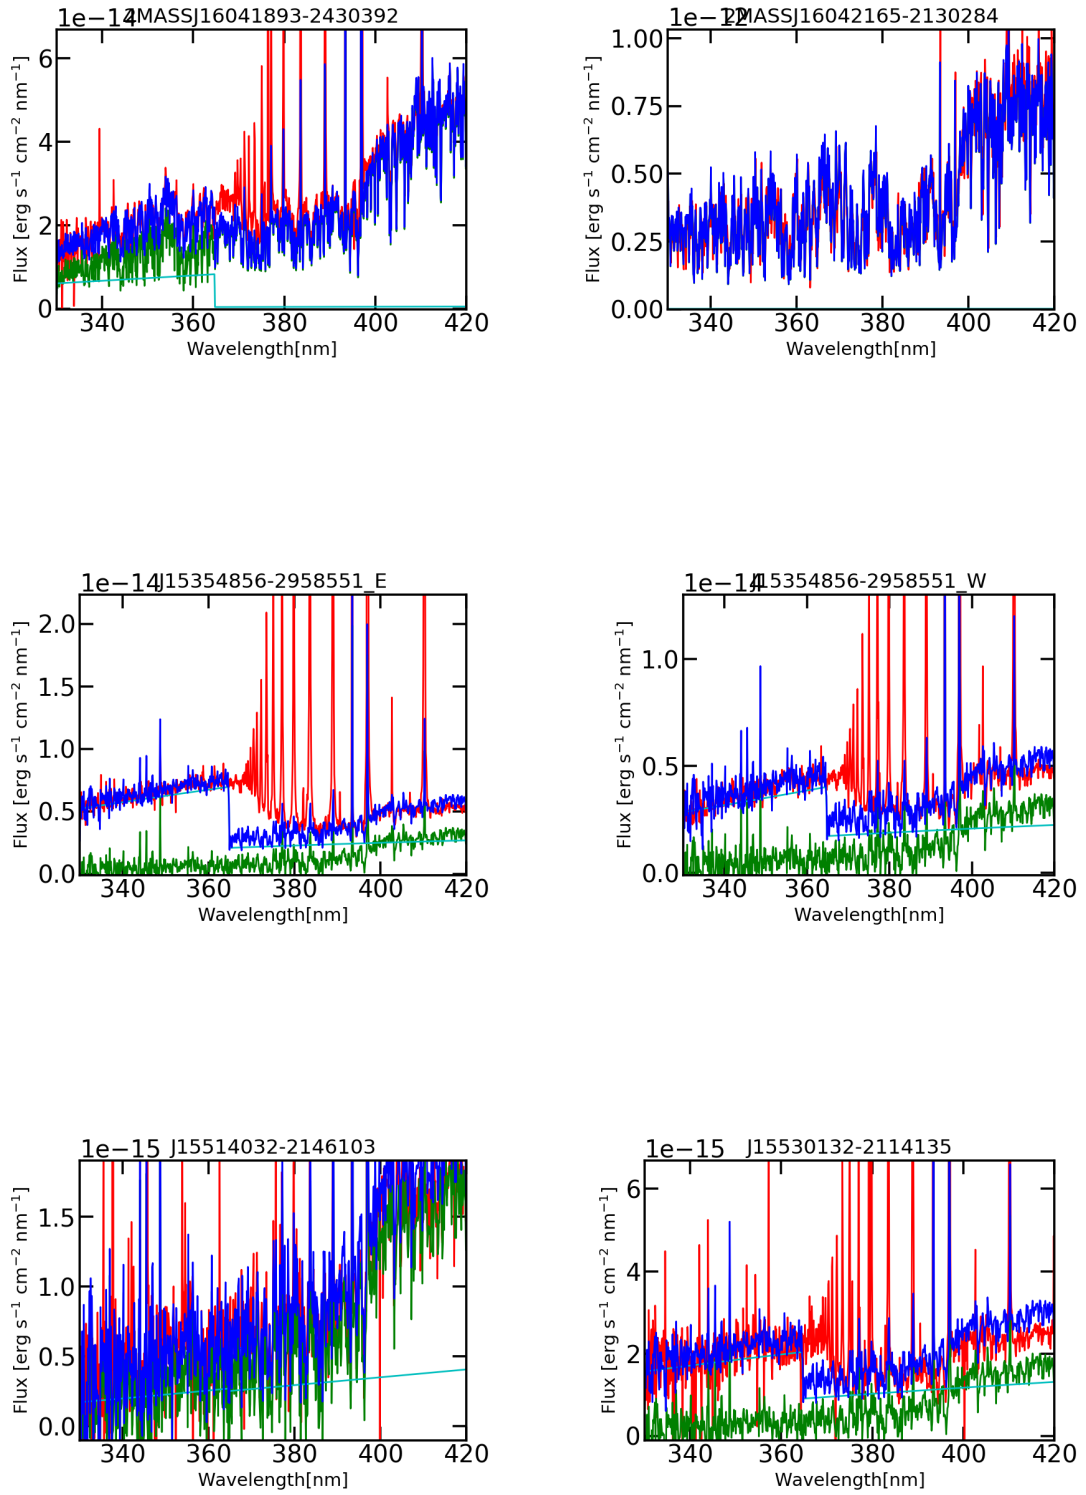 1e−14 2MASSJ16041893-2430392
1e−12 2MASSJ16042165-2130284
Flux [erg s⁻¹ cm⁻² nm⁻¹]
6
4
2
0
340 360 380 400 420
Wavelength[nm]
Flux [erg s⁻¹ cm⁻² nm⁻¹]
1.00
0.75
0.50
0.25
0.00
340 360 380 400 420
Wavelength[nm]
1e−14 J15354856-2958551_E
1e−14 J15354856-2958551_W
Flux [erg s⁻¹ cm⁻² nm⁻¹]
2.0
1.5
1.0
0.5
0.0
340 360 380 400 420
Wavelength[nm]
Flux [erg s⁻¹ cm⁻² nm⁻¹]
1.0
0.5
0.0
340 360 380 400 420
Wavelength[nm]
1e−15 J15514032-2146103
1e−15 J15530132-2114135
Flux [erg s⁻¹ cm⁻² nm⁻¹]
1.5
1.0
0.5
0.0
340 360 380 400 420
Wavelength[nm]
Flux [erg s⁻¹ cm⁻² nm⁻¹]
6
4
2
0
340 360 380 400 420
Wavelength[nm]